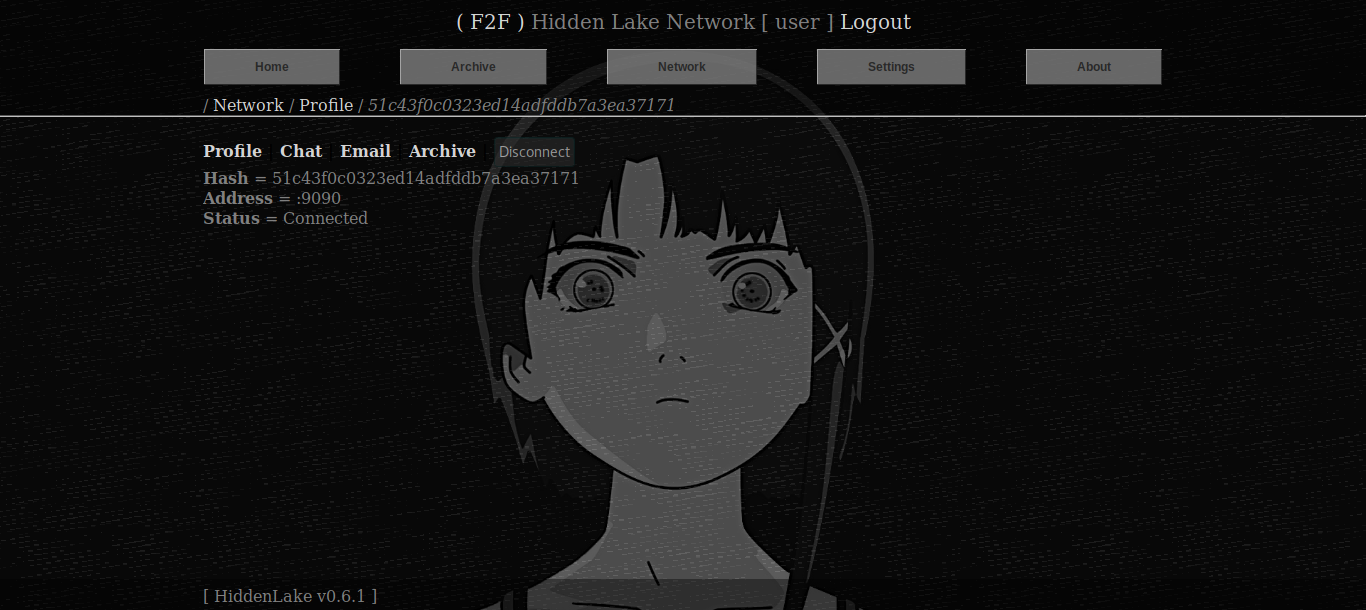 ( F2F ) Hidden Lake Network [ user ] Logout
Home Archive Network Settings About
/ Network / Profile / 51c43f0c0323ed14adfddb7a3ea37171
Profile | Chat | Email | Archive | Disconnect
Hash = 51c43f0c0323ed14adfddb7a3ea37171
Address = :9090
Status = Connected
[ HiddenLake v0.6.1 ]